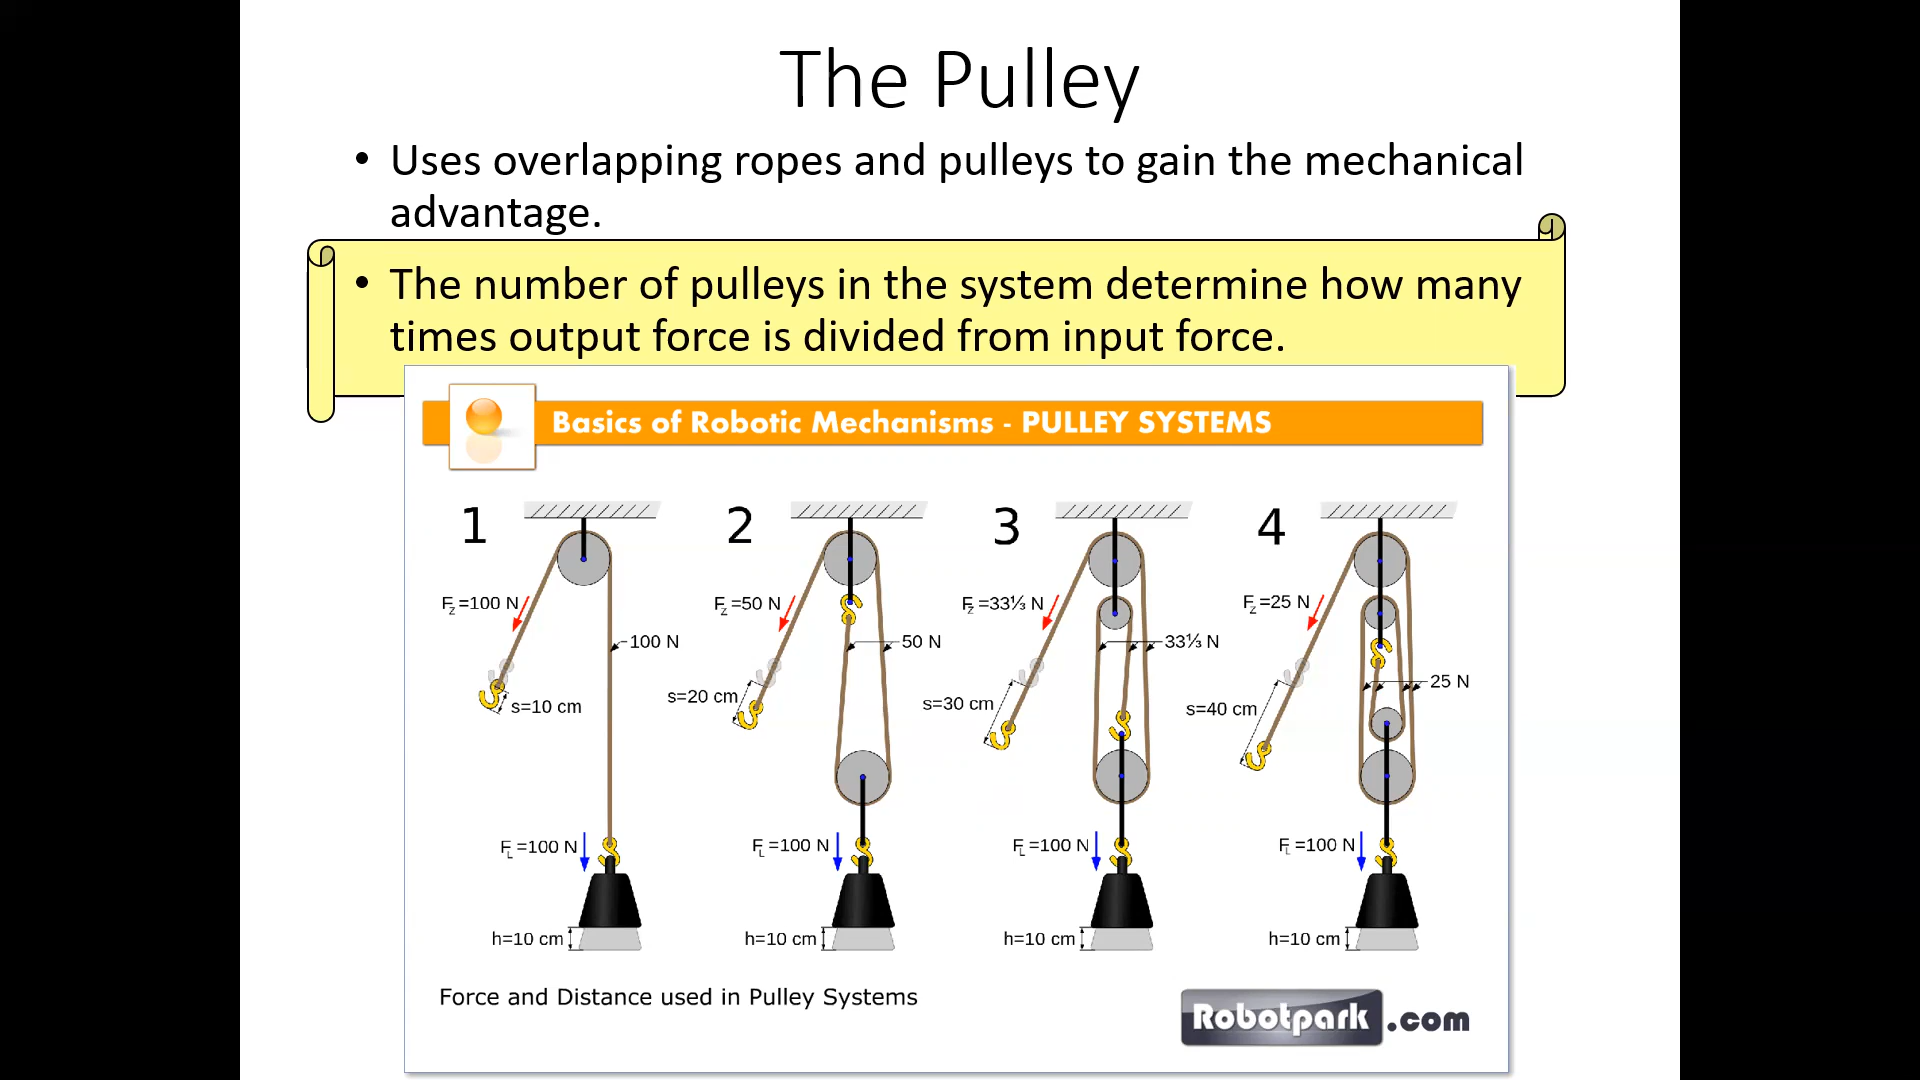 The Pulley
• Uses overlapping ropes and pulleys to gain the mechanical
advantage.
• The number of pulleys in the system determine how many
times output force is divided from input force.
Basics of Robotic Mechanisms - PULLEY SYSTEMS
1
2
3
4
Fz=100 N
Fz=50 N
Fz=33⅓ N
Fz=25 N
100 N
50 N
33⅓ N
25 N
s=10 cm
s=20 cm
s=30 cm
s=40 cm
FL=100 N
FL=100 N
FL=100 N
FL=100 N
h=10 cm
h=10 cm
h=10 cm
h=10 cm
Force and Distance used in Pulley Systems
Robotpark.com